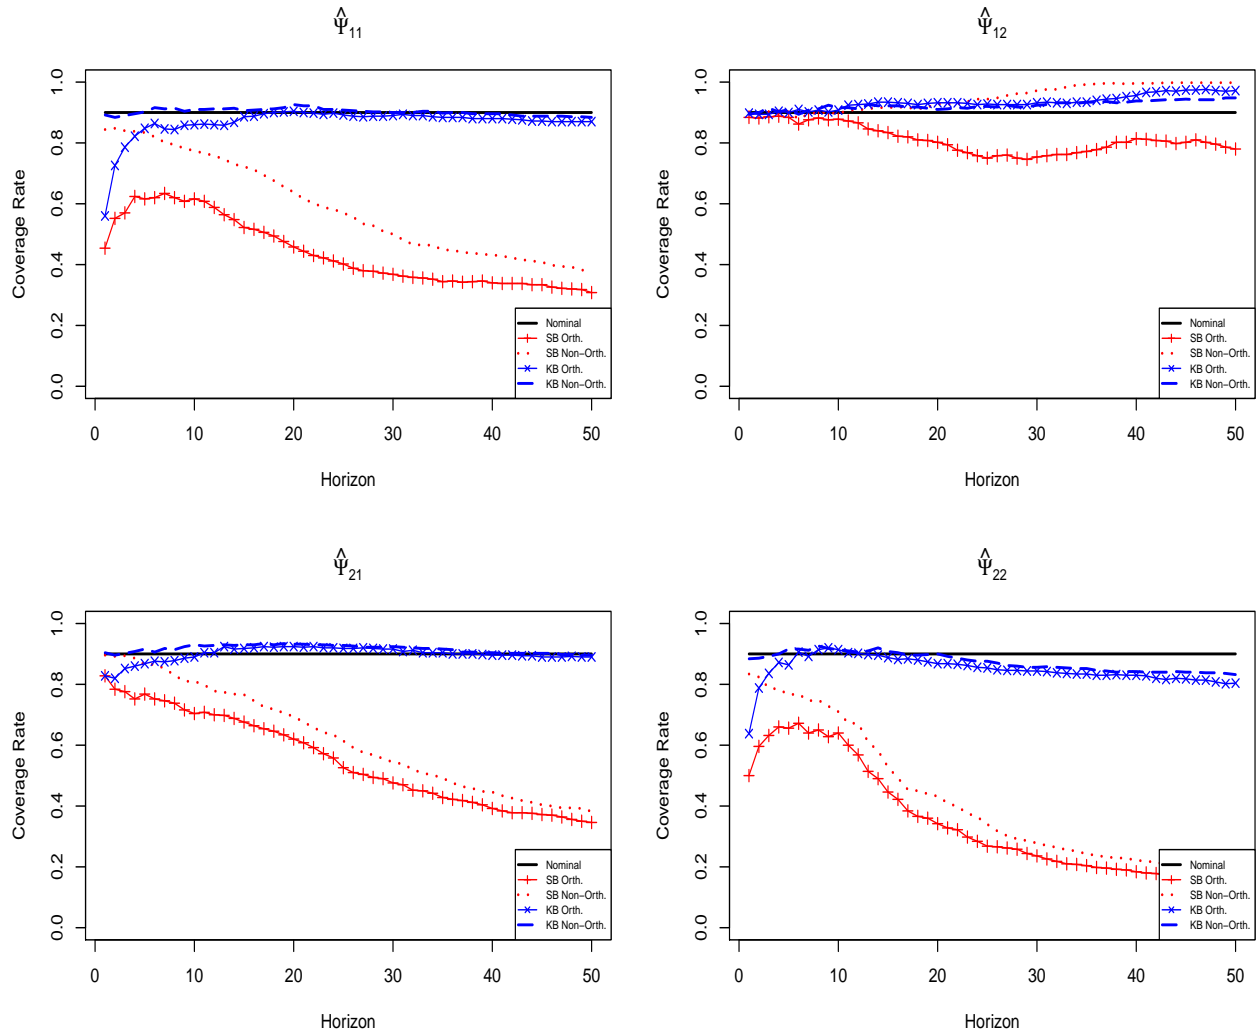 Ψ̂11
Coverage Rate
1.0
0.8
0.6
0.4
0.2
0.0
0 10 20 30 40 50
Horizon
Nominal
SB Orth.
SB Non−Orth.
KB Orth.
KB Non−Orth.
Ψ̂12
Coverage Rate
1.0
0.8
0.6
0.4
0.2
0.0
0 10 20 30 40 50
Horizon
Nominal
SB Orth.
SB Non−Orth.
KB Orth.
KB Non−Orth.
Ψ̂21
Coverage Rate
1.0
0.8
0.6
0.4
0.2
0.0
0 10 20 30 40 50
Horizon
Nominal
SB Orth.
SB Non−Orth.
KB Orth.
KB Non−Orth.
Ψ̂22
Coverage Rate
1.0
0.8
0.6
0.4
0.2
0.0
0 10 20 30 40 50
Horizon
Nominal
SB Orth.
SB Non−Orth.
KB Orth.
KB Non−Orth.